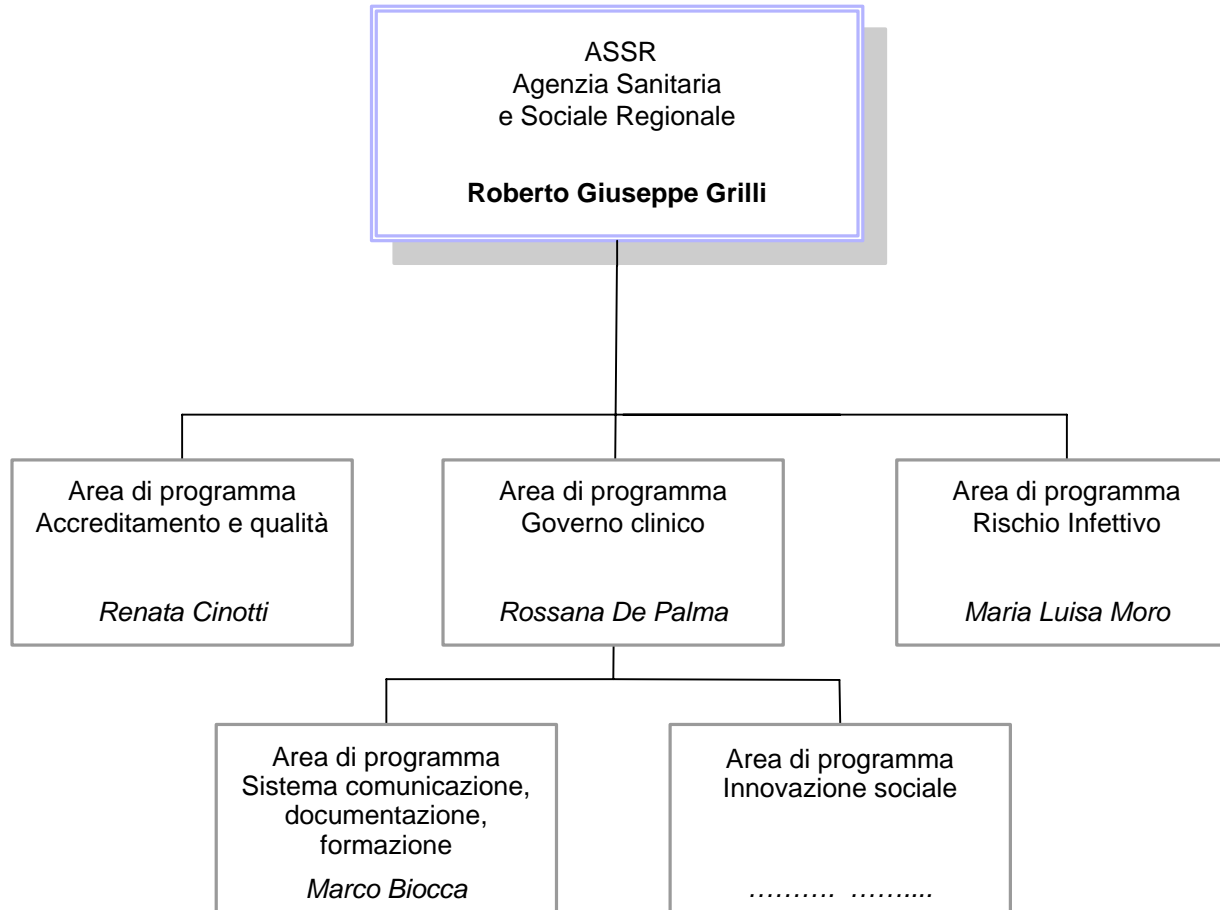 ASSR
Agenzia Sanitaria
e Sociale Regionale
Roberto Giuseppe Grilli
Area di programma
Accreditamento e qualità
Renata Cinotti
Area di programma
Governo clinico
Rossana De Palma
Area di programma
Rischio Infettivo
Maria Luisa Moro
Area di programma
Sistema comunicazione,
documentazione,
formazione
Marco Biocca
Area di programma
Innovazione sociale
………. ……....